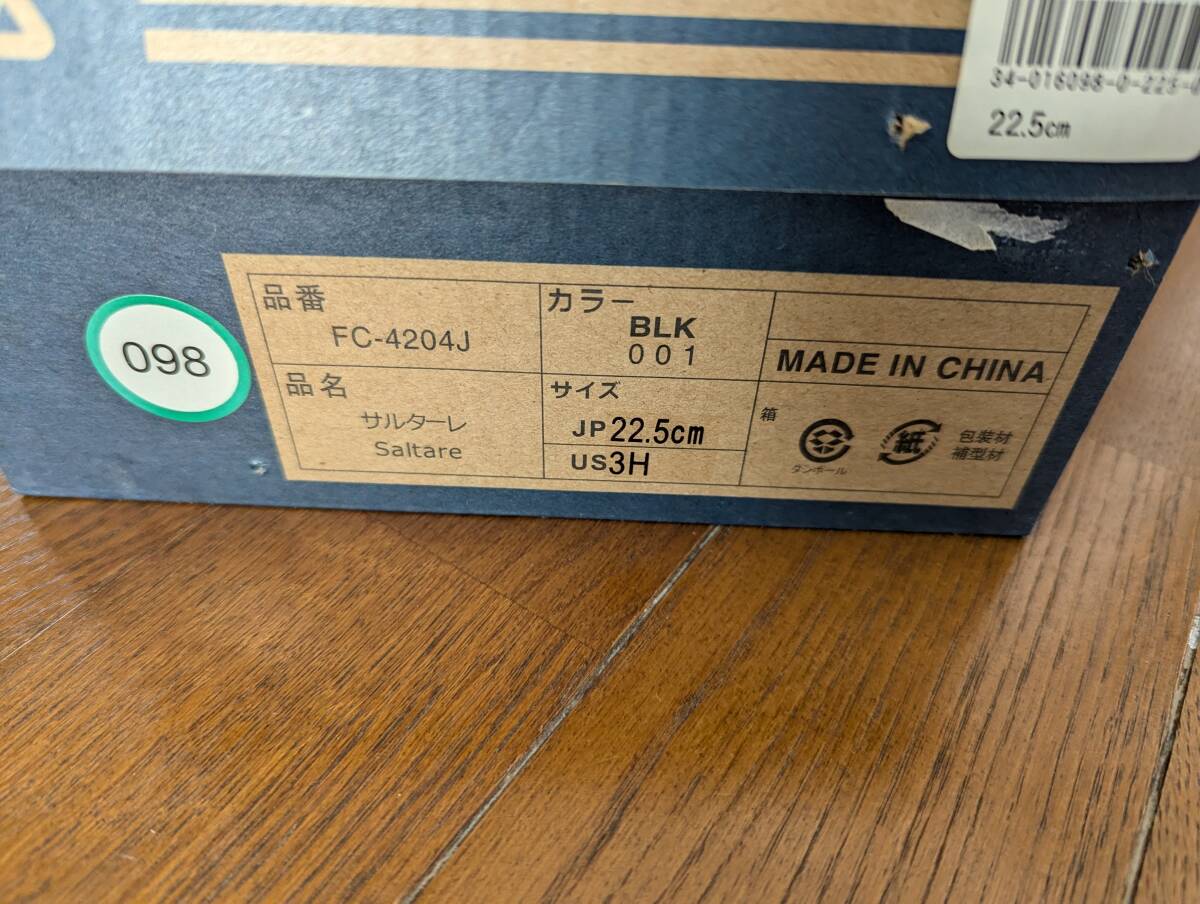 34-016098-0-225-
22.5cm
098
品番
FC-4204J
カラー
BLK
001
MADE IN CHINA
品名
サルターレ
Saltare
サイズ
JP22.5cm
US3H
箱
ダンボール
紙
包装材
補型材